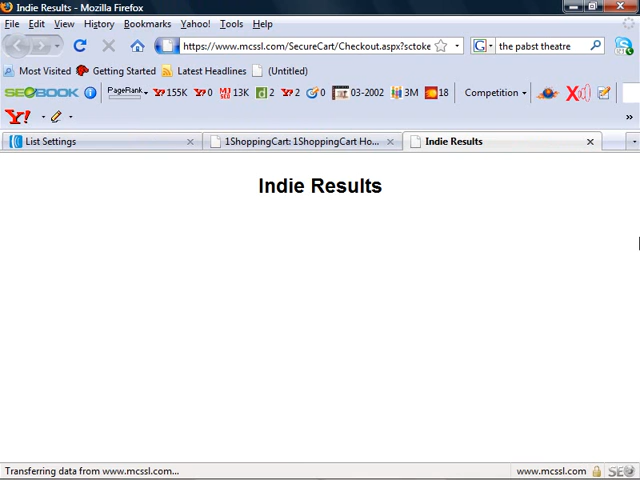 Indie Results - Mozilla Firefox
File Edit View History Bookmarks Yahoo! Tools Help
https://www.mcssl.com/SecureCart/Checkout.aspx?sctoke
the pabst theatre
Most Visited Getting Started Latest Headlines (Untitled)
SEOBOOK PageRank 155K 0 13K 2 2 0 03-2002 3M 18 Competition
Y!
List Settings 1ShoppingCart: 1ShoppingCart Ho... Indie Results
Indie Results
Transferring data from www.mcssl.com... www.mcssl.com SEO